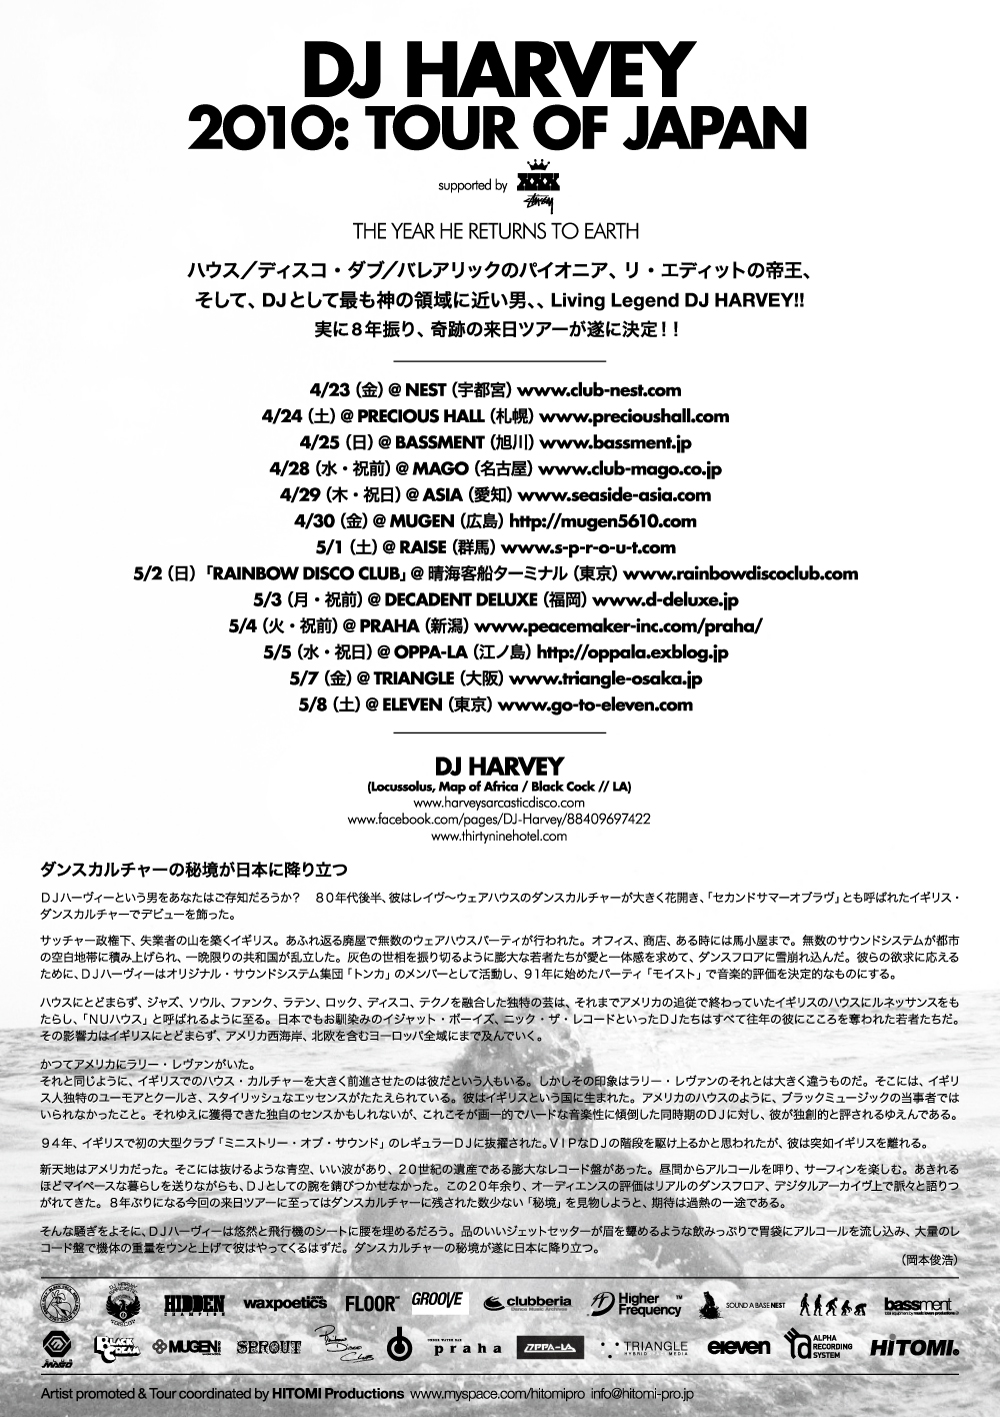 DJ HARVEY
2010: TOUR OF JAPAN
supported by XXX Stüssy
THE YEAR HE RETURNS TO EARTH
ハウス／ディスコ・ダブ／バレアリックのパイオニア、リ・エディットの帝王、
そして、DJとして最も神の領域に近い男、、Living Legend DJ HARVEY!!
実に８年振り、奇跡の来日ツアーが遂に決定！！
4/23（金）@ NEST（宇都宮）www.club-nest.com
4/24（土）@ PRECIOUS HALL（札幌）www.precioushall.com
4/25（日）@ BASSMENT（旭川）www.bassment.jp
4/28（水・祝前）@ MAGO（名古屋）www.club-mago.co.jp
4/29（木・祝日）@ ASIA（愛知）www.seaside-asia.com
4/30（金）@ MUGEN（広島）http://mugen5610.com
5/1（土）@ RAISE（群馬）www.s-p-r-o-u-t.com
5/2（日）「RAINBOW DISCO CLUB」@ 晴海客船ターミナル（東京）www.rainbowdiscoclub.com
5/3（月・祝前）@ DECADENT DELUXE（福岡）www.d-deluxe.jp
5/4（火・祝前）@ PRAHA（新潟）www.peacemaker-inc.com/praha/
5/5（水・祝日）@ OPPA-LA（江ノ島）http://oppala.exblog.jp
5/7（金）@ TRIANGLE（大阪）www.triangle-osaka.jp
5/8（土）@ ELEVEN（東京）www.go-to-eleven.com
DJ HARVEY
(Locussolus, Map of Africa / Black Cock // LA)
www.harveysarcasticdisco.com
www.facebook.com/pages/DJ-Harvey/88409697422
www.thirtyninehotel.com
ダンスカルチャーの秘境が日本に降り立つ
ＤＪハーヴィーという男をあなたはご存知だろうか？　８０年代後半、彼はレイヴ〜ウェアハウスのダンスカルチャーが大きく花開き、「セカンドサマーオブラヴ」とも呼ばれたイギリス・
ダンスカルチャーでデビューを飾った。
サッチャー政権下、失業者の山を築くイギリス。あふれ返る廃屋で無数のウェアハウスパーティが行われた。オフィス、商店、ある時には馬小屋まで。無数のサウンドシステムが都市
の空白地帯に積み上げられ、一晩限りの共和国が乱立した。灰色の世相を振り切るように膨大な若者たちが愛と一体感を求めて、ダンスフロアに雪崩れ込んだ。彼らの欲求に応える
ために、ＤＪハーヴィーはオリジナル・サウンドシステム集団「トンカ」のメンバーとして活動し、９１年に始めたパーティ「モイスト」で音楽的評価を決定的なものにする。
ハウスにとどまらず、ジャズ、ソウル、ファンク、ラテン、ロック、ディスコ、テクノを融合した独特の芸は、それまでアメリカの追従で終わっていたイギリスのハウスにルネッサンスをも
たらし、「ＮＵハウス」と呼ばれるように至る。日本でもお馴染みのイジャット・ボーイズ、ニック・ザ・レコードといったＤＪたちはすべて往年の彼にこころを奪われた若者たちだ。
その影響力はイギリスにとどまらず、アメリカ西海岸、北欧を含むヨーロッパ全域にまで及んでいく。
かつてアメリカにラリー・レヴァンがいた。
それと同じように、イギリスでのハウス・カルチャーを大きく前進させたのは彼だという人もいる。しかしその印象はラリー・レヴァンのそれとは大きく違うものだ。そこには、イギリ
ス人独特のユーモアとクールさ、スタイリッシュなエッセンスがたたえられている。彼はイギリスという国に生まれた。アメリカのハウスのように、ブラックミュージックの当事者では
いられなかったこと。それゆえに獲得できた独自のセンスかもしれないが、これこそが画一的でハードな音楽性に傾倒した同時期のＤＪに対し、彼が独創的と評されるゆえんである。
９４年、イギリスで初の大型クラブ「ミニストリー・オブ・サウンド」のレギュラーＤＪに抜擢された。ＶＩＰなＤＪの階段を駆け上るかと思われたが、彼は突如イギリスを離れる。
新天地はアメリカだった。そこには抜けるような青空、いい波があり、２０世紀の遺産である膨大なレコード盤があった。昼間からアルコールを呷り、サーフィンを楽しむ。あきれる
ほどマイペースな暮らしを送りながらも、ＤＪとしての腕を錆びつかせなかった。この２０年余り、オーディエンスの評価はリアルのダンスフロア、デジタルアーカイヴ上で脈々と語りつ
がれてきた。８年ぶりになる今回の来日ツアーに至ってはダンスカルチャーに残された数少ない「秘境」を見物しようと、期待は過熱の一途である。
そんな騒ぎをよそに、ＤＪハーヴィーは悠然と飛行機のシートに腰を埋めるだろう。品のいいジェットセッターが眉を顰めるような飲みっぷりで胃袋にアルコールを流し込み、大量のレ
コード盤で機体の重量をウンと上げて彼はやってくるはずだ。ダンスカルチャーの秘境が遂に日本に降り立つ。
（岡本俊浩）
HIDDEN CHAMPION waxpoetics FLOOR GROOVE clubberia Dance Music Archives Higher Frequency SOUND A BASE NEST bassment
BLACK COCK MUGEN SPROUT praha OPPA-LA TRIANGLE HYBRID MEDIA eleven ALPHA RECORDING SYSTEM HiTOMI.
Artist promoted & Tour coordinated by HITOMI Productions www.myspace.com/hitomipro info@hitomi-pro.jp